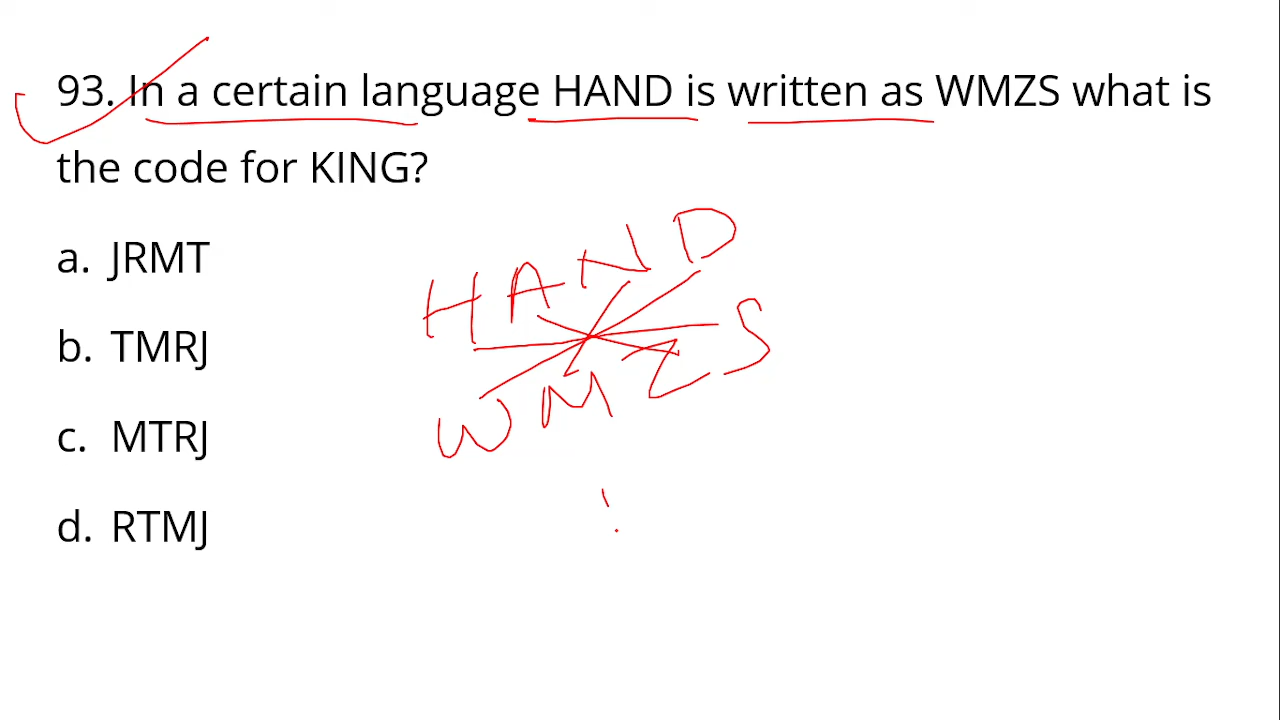 93. In a certain language HAND is written as WMZS what is
the code for KING?
a. JRMT
b. TMRJ
c. MTRJ
d. RTMJ
HAND
WMZS